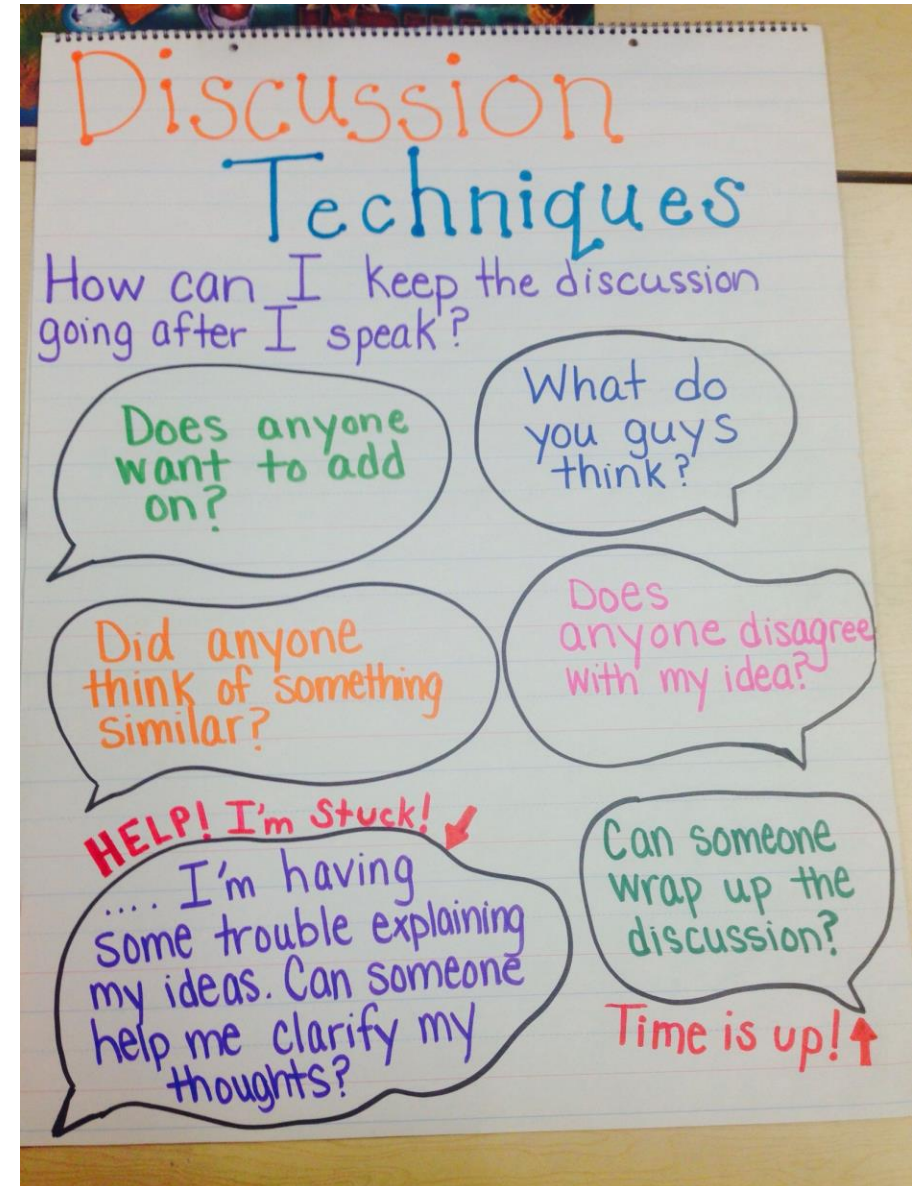 Discussion
Techniques
How can I keep the discussion
going after I speak?
Does anyone
want to add
on?
What do
you guys
think?
Did anyone
think of something
similar?
Does
anyone disagree
with my idea?
HELP! I'm Stuck!
.... I'm having
some trouble explaining
my ideas. Can someone
help me clarify my
thoughts?
Can someone
wrap up the
discussion?
Time is up!